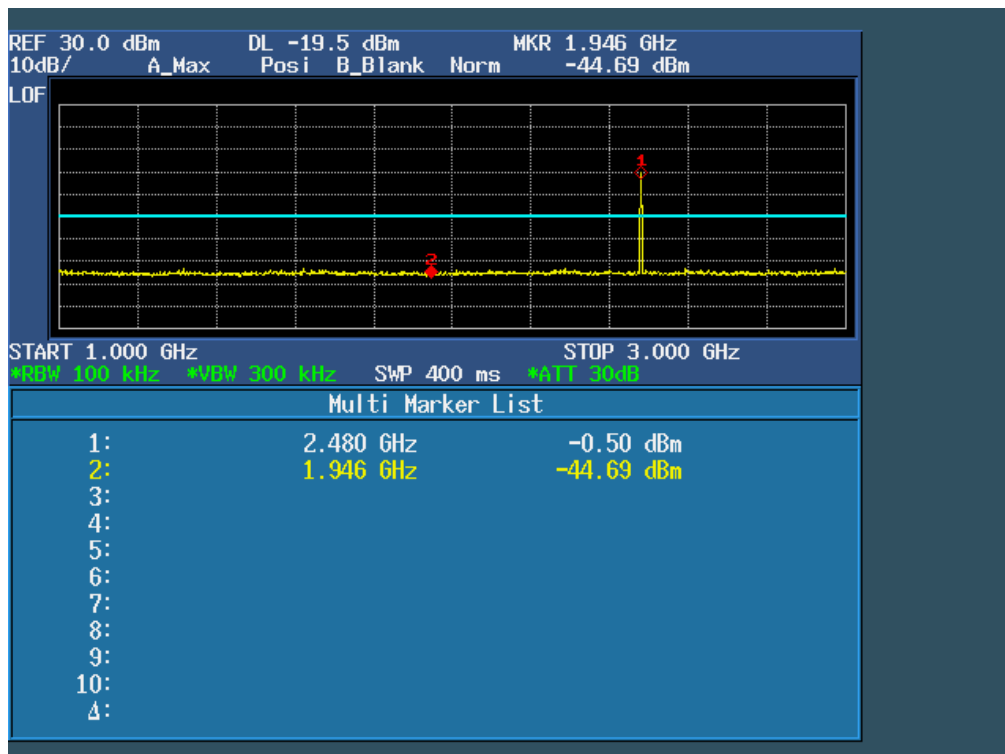 REF 30.0 dBm DL -19.5 dBm MKR 1.946 GHz
10dB/ A_Max Posi B_Blank Norm -44.69 dBm
LOF
1
2
START 1.000 GHz STOP 3.000 GHz
*RBW 100 kHz *VBW 300 kHz SWP 400 ms *ATT 30dB
Multi Marker List
1: 2.480 GHz -0.50 dBm
2: 1.946 GHz -44.69 dBm
3:
4:
5:
6:
7:
8:
9:
10:
Δ: